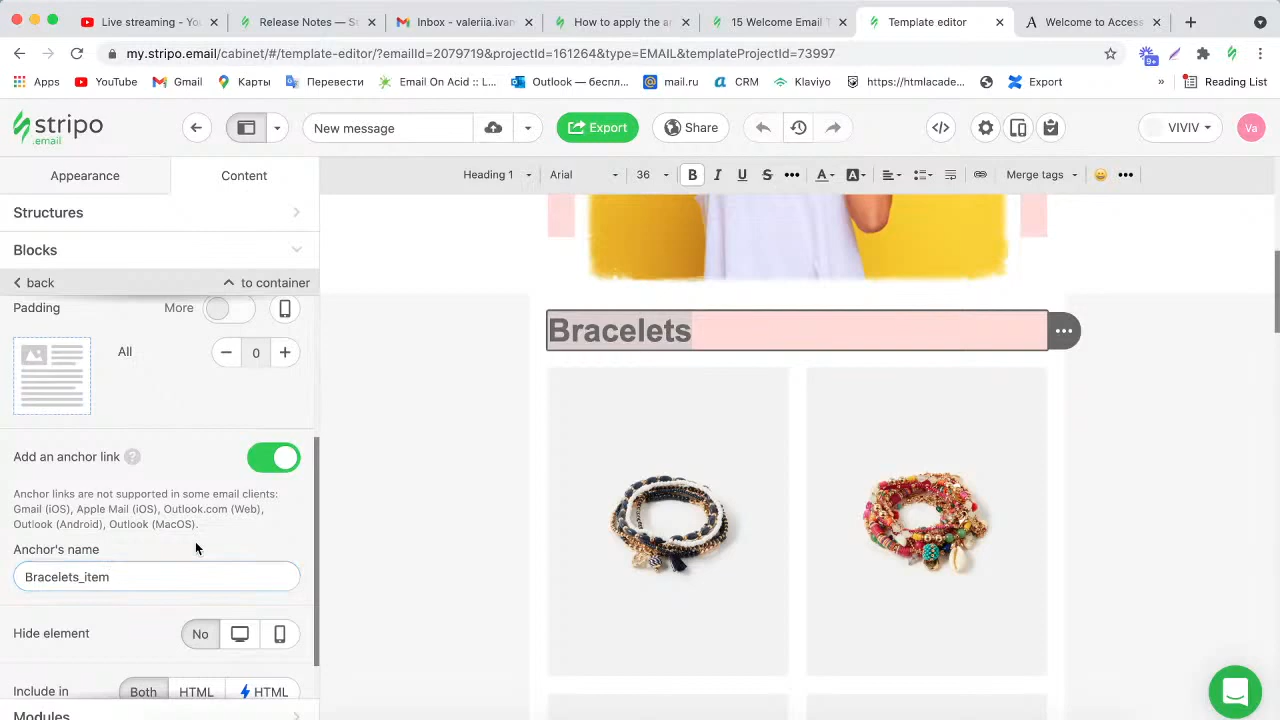 Live streaming - Yo
Release Notes — S
Inbox - valeriia.ivan
How to apply the a
15 Welcome Email T
Template editor
Welcome to Access
my.stripo.email/cabinet/#/template-editor/?emailId=2079719&projectId=161264&type=EMAIL&templateProjectId=73997
9+
Apps
YouTube
Gmail
Карты
Перевести
Email On Acid :: L...
Outlook — беспл...
mail.ru
CRM
Klaviyo
https://htmlacade...
Export
»
Reading List
stripo
.email
New message
Export
Share
VIVIV
Va
Appearance
Content
Heading 1
Arial
36
B
I
U
S
A
A
Merge tags
Structures
Blocks
back
to container
Padding
More
All
0
Add an anchor link ?
Anchor links are not supported in some email clients:
Gmail (iOS), Apple Mail (iOS), Outlook.com (Web),
Outlook (Android), Outlook (MacOS).
Anchor's name
Bracelets_item
Hide element
No
Include in
Both
HTML
HTML
Modules
Bracelets